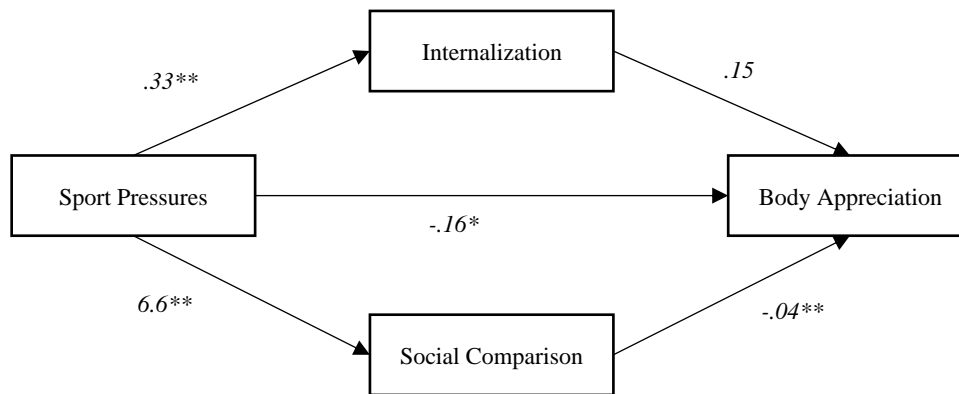 Internalization
.33**
.15
Sport Pressures
Body Appreciation
-.16*
6.6**
-.04**
Social Comparison